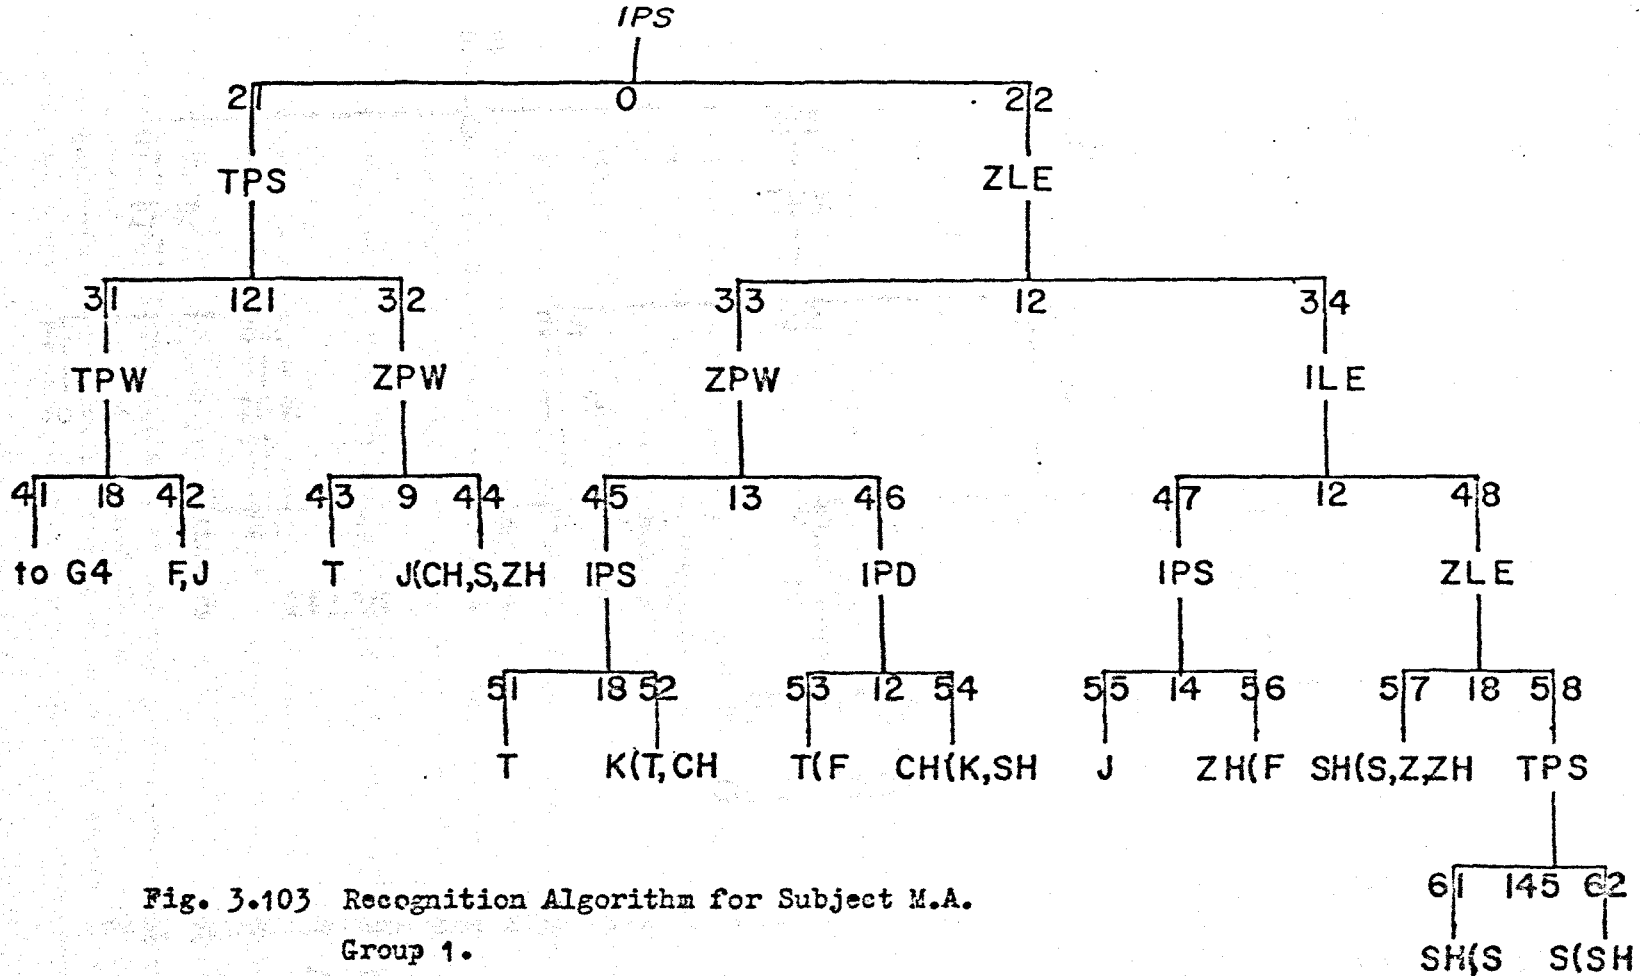 IPS
21 0 22
TPS ZLE
31 121 32 33 12 34
TPW ZPW ZPW ILE
41 18 42 43 9 44 45 13 46 47 12 48
to G4 F,J T J(CH,S,ZH IPS IPD IPS ZLE
51 18 52 53 12 54 55 14 56 57 18 58
T K(T,CH T(F CH(K,SH J ZH(F SH(S,Z,ZH TPS
61 145 62
SH(S S(SH
Fig. 3.103 Recognition Algorithm for Subject M.A.
Group 1.